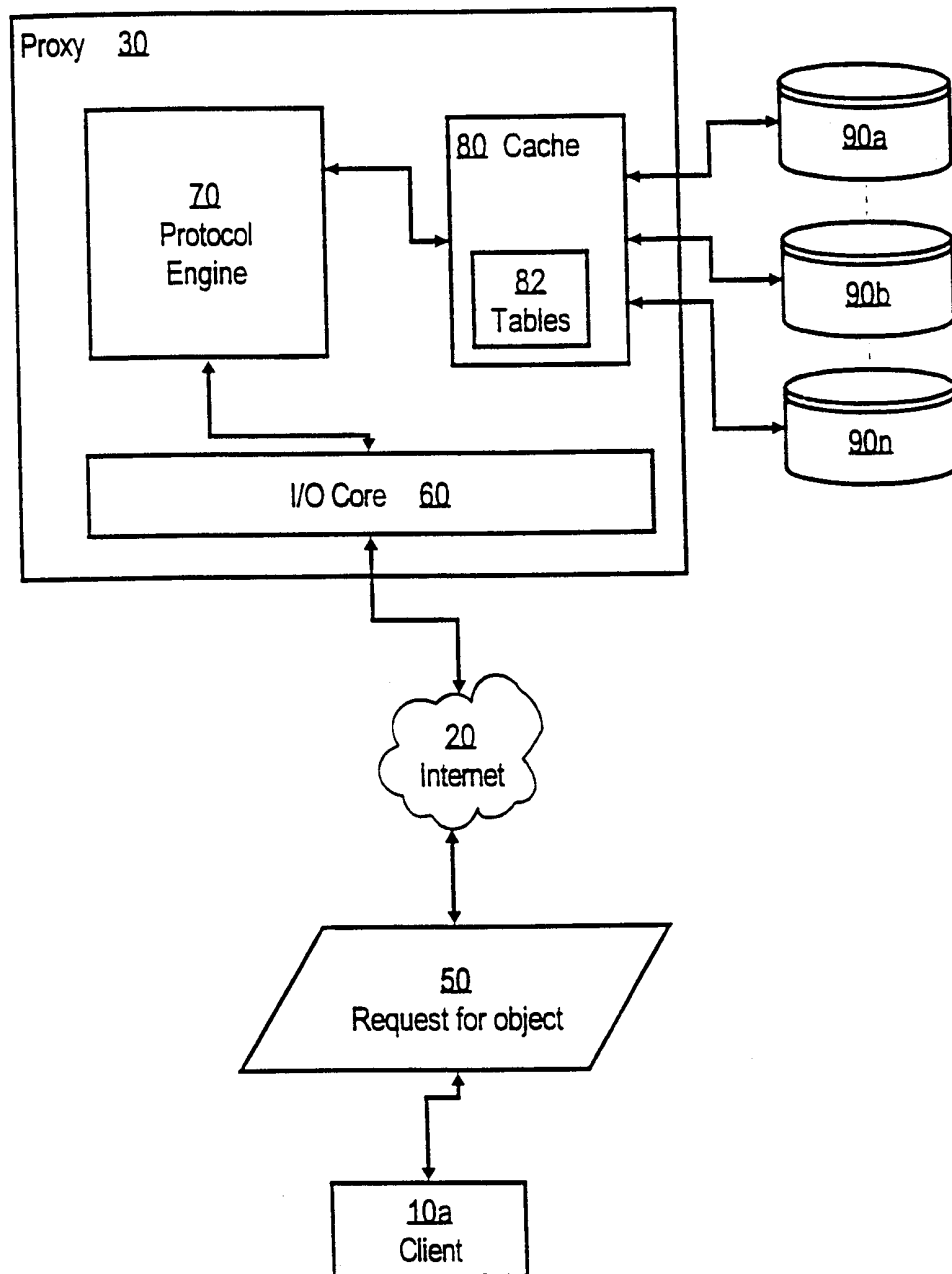 Proxy 30
70
Protocol
Engine
80 Cache
82
Tables
90a
90b
90n
I/O Core 60
20
Internet
50
Request for object
10a
Client